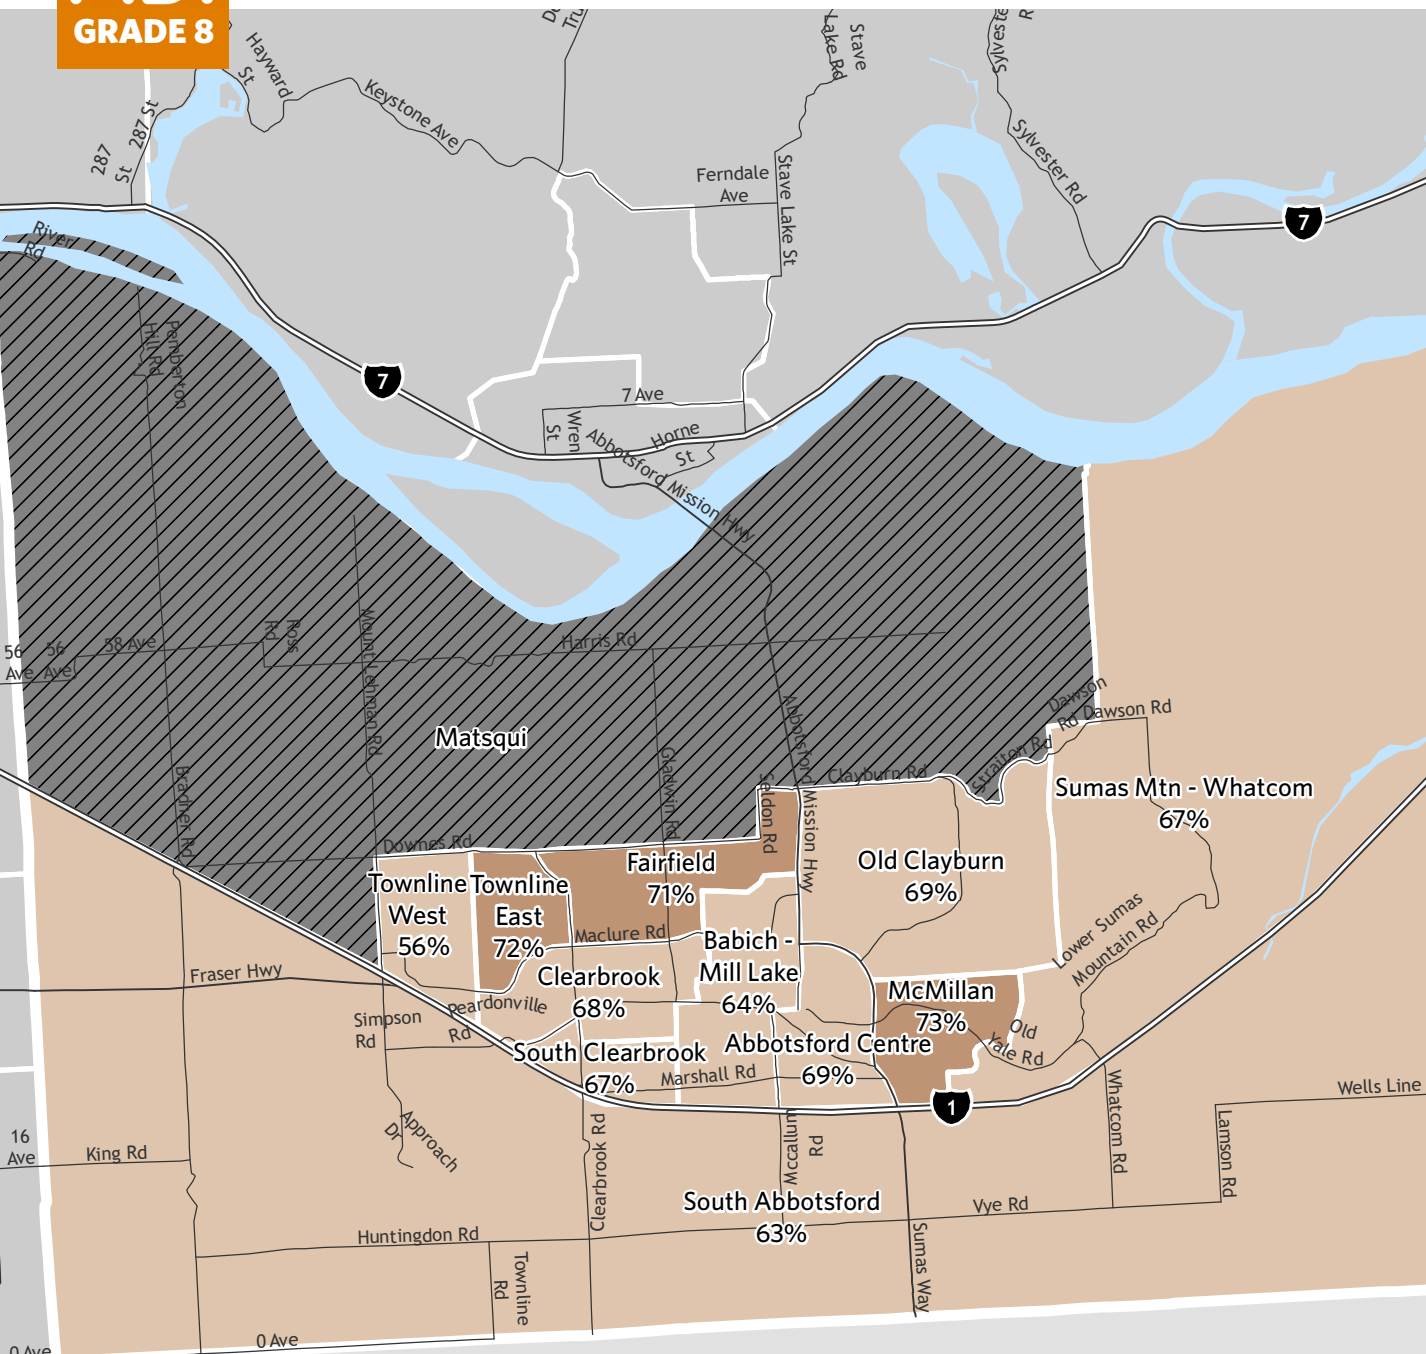 GRADE 8
Hayward
St
Keystone Ave
287 St
287
St
Tru
Stave
Lake Rd
Sylveste
R
Sylvester Rd
Ferndale
Ave
Stave Lake St
7
7
River
Rd
Pemberton
Hill Rd
7 Ave
Wren
St
Horne
St
Abbotsford Mission Hwy
56
Ave
56
Ave
58 Ave
Ross
Rd
Mount Lehman Rd
Harris Rd
Matsqui
Gladwin Rd
Abbotsford
Mission Hwy
Seldon Rd
Clayburn Rd
Straiton Rd
Dawson
Rd
Dawson Rd
Bradner Rd
Downes Rd
Sumas Mtn - Whatcom
67%
Townline
West
56%
Townline
East
72%
Fairfield
71%
Old Clayburn
69%
Maclure Rd
Babich -
Mill Lake
64%
Clearbrook
68%
McMillan
73%
Lower Sumas
Mountain Rd
Fraser Hwy
Peardonville
Rd
Simpson
Rd
South Clearbrook
67%
Abbotsford Centre
69%
Old
Yale Rd
Marshall Rd
1
Wells Line
16
Ave
King Rd
Approach
Dr
Clearbrook Rd
Mccallum
Rd
Whatcom Rd
Lamson Rd
South Abbotsford
63%
Vye Rd
Huntingdon Rd
Townline
Rd
Sumas Way
0 Ave
0 Ave